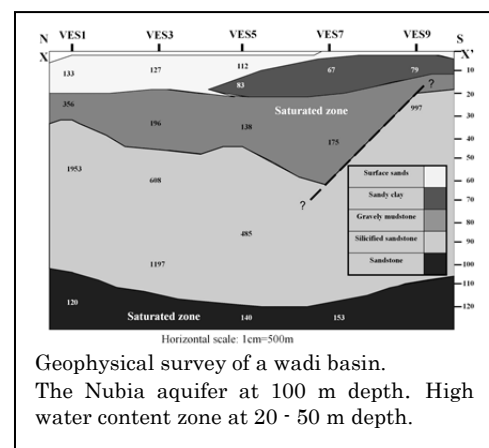 VES1 VES3 VES5 VES7 VES9
N S
X X'
133 127 112 67 79 10
83 20
356 Saturated zone 997 30
196 138 175 40
50
1953 608 Surface sands 60
? ?
Sandy clay 70
Gravely mudstone 80
485 Silicified sandstone 90
1197 Sandstone 100
110
120 Saturated zone 140 153 120
Horizontal scale: 1cm=500m
Geophysical survey of a wadi basin.
The Nubia aquifer at 100 m depth. High
water content zone at 20 - 50 m depth.